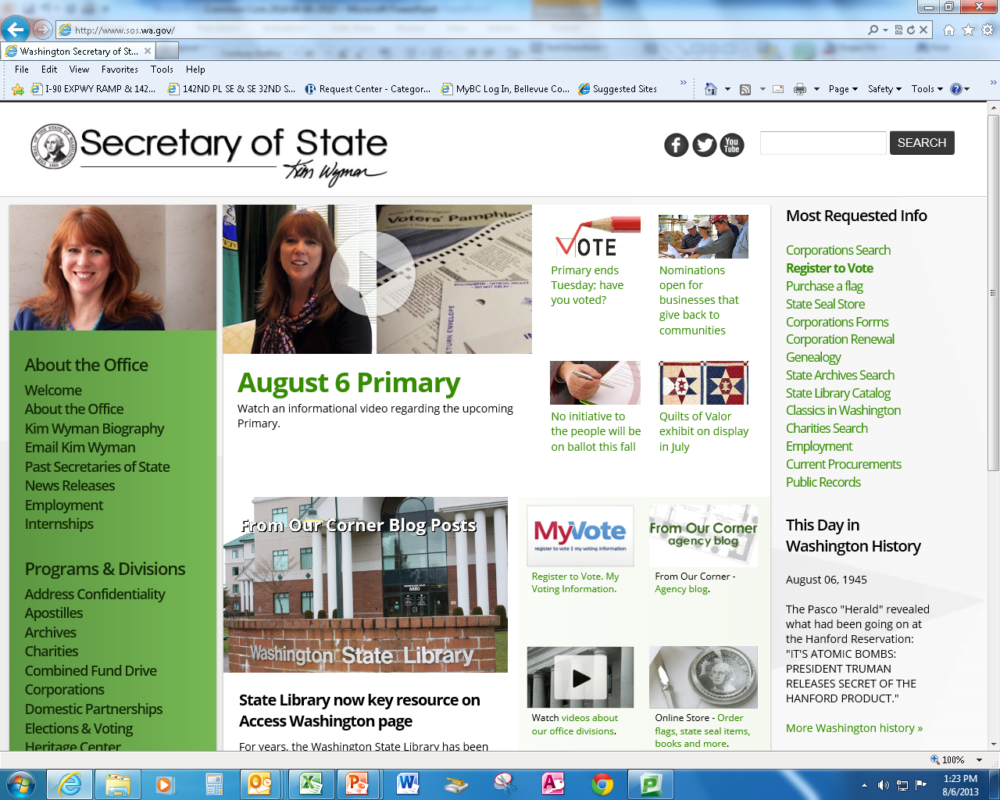 http://www.sos.wa.gov/
Washington Secretary of St...
File Edit View Favorites Tools Help
I-90 EXPWY RAMP & 142...
142ND PL SE & SE 32ND S...
Request Center - Categor...
MyBC Log In, Bellevue Co...
Suggested Sites
Page
Safety
Tools
Secretary of State
Kim Wyman
You
Tube
SEARCH
About the Office
Welcome
About the Office
Kim Wyman Biography
Email Kim Wyman
Past Secretaries of State
News Releases
Employment
Internships
Programs & Divisions
Address Confidentiality
Apostilles
Archives
Charities
Combined Fund Drive
Corporations
Domestic Partnerships
Elections & Voting
Heritage Center
Voters' Pamphlet
OFFICIAL BALLOT
DO NOT DELAY
RETURN ENVELOPE
August 6 Primary
Watch an informational video regarding the upcoming
Primary.
VOTE
Primary ends
Tuesday; have
you voted?
Nominations
open for
businesses that
give back to
communities
No initiative to
the people will be
on ballot this fall
Quilts of Valor
exhibit on display
in July
From Our Corner Blog Posts
6880
Washington State Library
State Library now key resource on
Access Washington page
For years, the Washington State Library has been
MyVote
register to vote | my voting information
Register to Vote. My
Voting Information.
From Our Corner
agency blog
From Our Corner -
Agency blog.
Watch videos about
our office divisions.
Online Store - Order
flags, state seal items,
books and more.
Most Requested Info
Corporations Search
Register to Vote
Purchase a flag
State Seal Store
Corporations Forms
Corporation Renewal
Genealogy
State Archives Search
State Library Catalog
Classics in Washington
Charities Search
Employment
Current Procurements
Public Records
This Day in
Washington History
August 06, 1945
The Pasco "Herald" revealed
what had been going on at
the Hanford Reservation:
"IT'S ATOMIC BOMBS:
PRESIDENT TRUMAN
RELEASES SECRET OF THE
HANFORD PRODUCT."
More Washington history »
100%
1:23 PM
8/6/2013